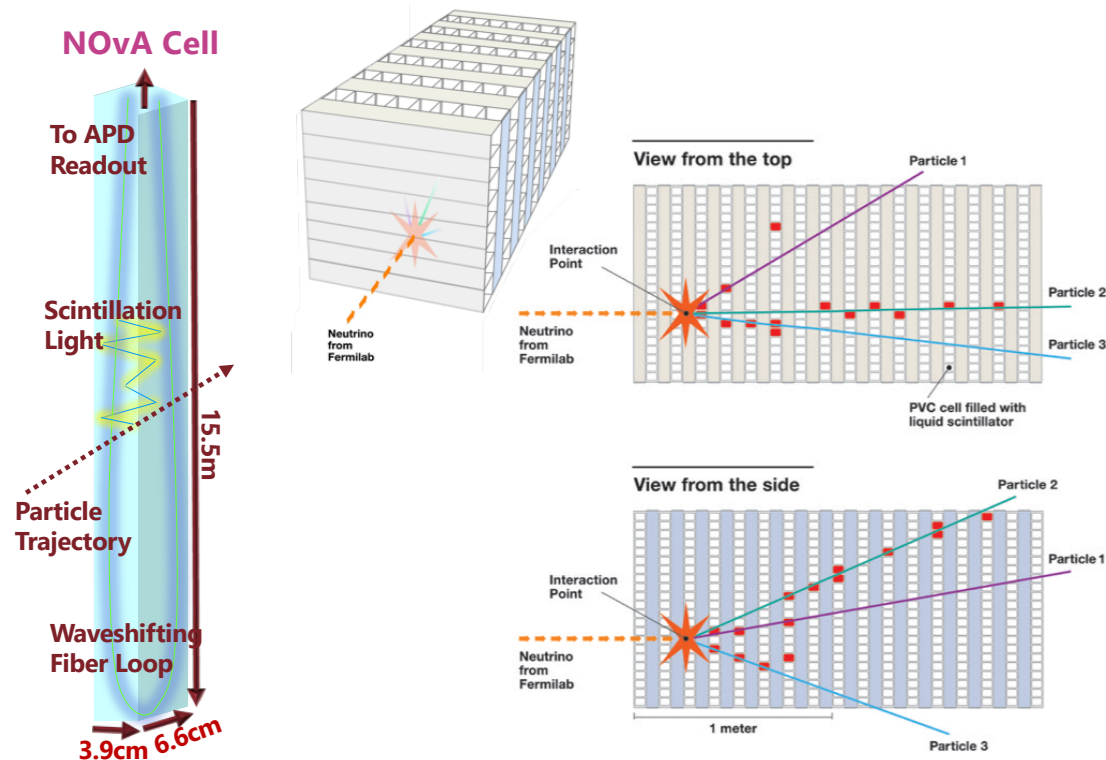 NOvA Cell
To APD
Readout
Scintillation
Light
15.5m
Particle
Trajectory
Waveshifting
Fiber Loop
3.9cm
6.6cm
Neutrino
from
Fermilab
View from the top
Particle 1
Interaction
Point
Particle 2
Neutrino
from
Fermilab
Particle 3
PVC cell filled with
liquid scintillator
View from the side
Particle 2
Particle 1
Interaction
Point
Neutrino
from
Fermilab
1 meter
Particle 3